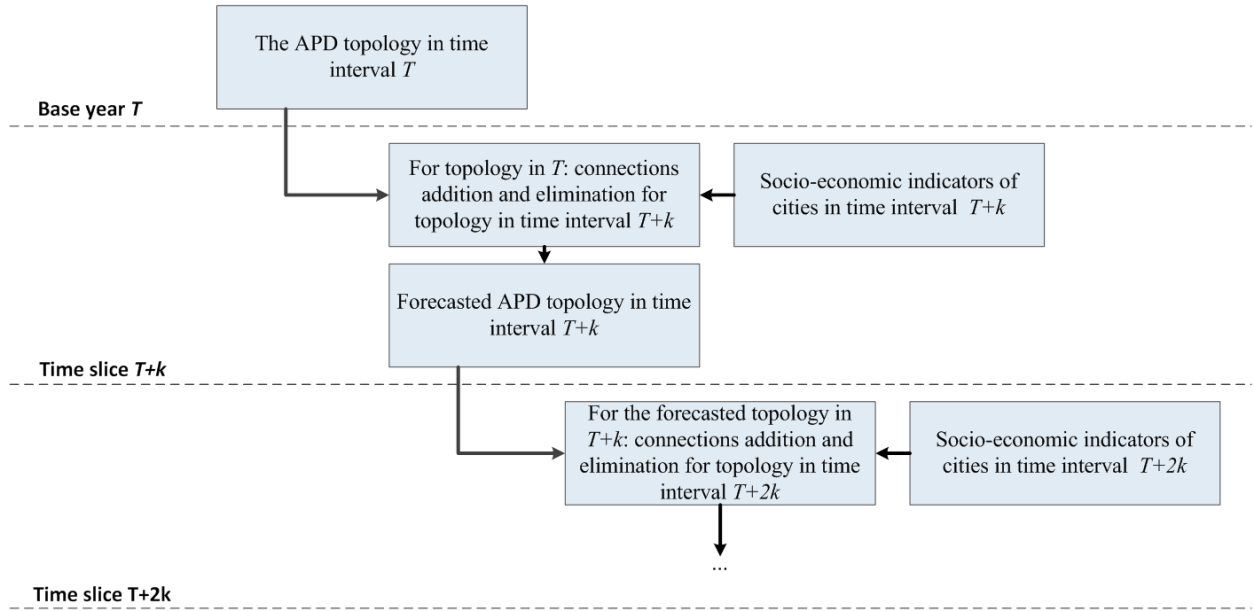 The APD topology in time
interval T
Base year T
For topology in T: connections
addition and elimination for
topology in time interval T+k
Socio-economic indicators of
cities in time interval T+k
Forecasted APD topology in time
interval T+k
Time slice T+k
For the forecasted topology in
T+k: connections addition and
elimination for topology in time
interval T+2k
Socio-economic indicators of
cities in time interval T+2k
...
Time slice T+2k